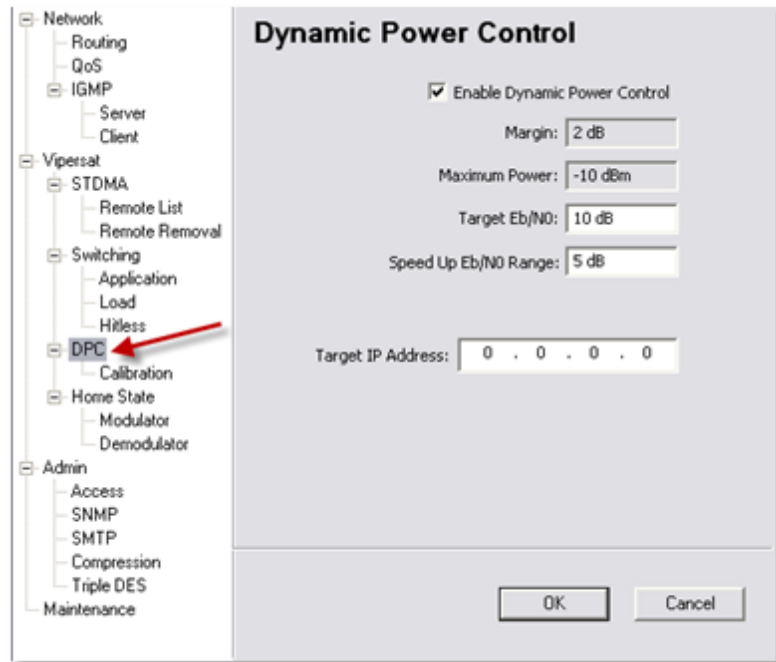 Network
Routing
QoS
IGMP
Server
Client
Vipersat
STDMA
Remote List
Remote Removal
Switching
Application
Load
Hitless
DPC
Calibration
Home State
Modulator
Demodulator
Admin
Access
SNMP
SMTP
Compression
Triple DES
Maintenance
Dynamic Power Control
Enable Dynamic Power Control
Margin: 2 dB
Maximum Power: -10 dBm
Target Eb/N0: 10 dB
Speed Up Eb/N0 Range: 5 dB
Target IP Address: 0 . 0 . 0 . 0
OK Cancel